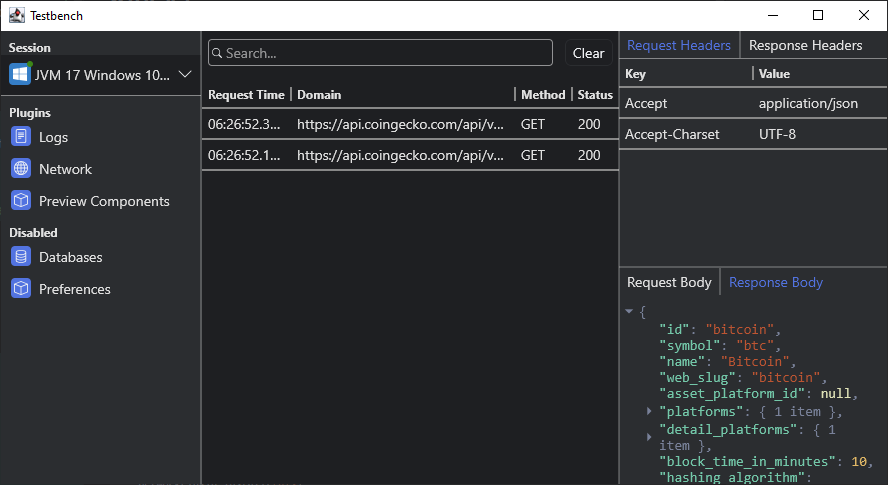 Testbench
Session
JVM 17 Windows 10...
Plugins
Logs
Network
Preview Components
Disabled
Databases
Preferences
Search...
Clear
Request Time
Domain
Method
Status
06:26:52.3...
https://api.coingecko.com/api/v...
GET
200
06:26:52.1...
https://api.coingecko.com/api/v...
GET
200
Request Headers
Response Headers
Key
Value
Accept
application/json
Accept-Charset
UTF-8
Request Body
Response Body
{
"id": "bitcoin",
"symbol": "btc",
"name": "Bitcoin",
"web_slug": "bitcoin",
"asset_platform_id": null,
"platforms": { 1 item },
"detail_platforms": { 1
item },
"block_time_in_minutes": 10,
"hashing_algorithm":